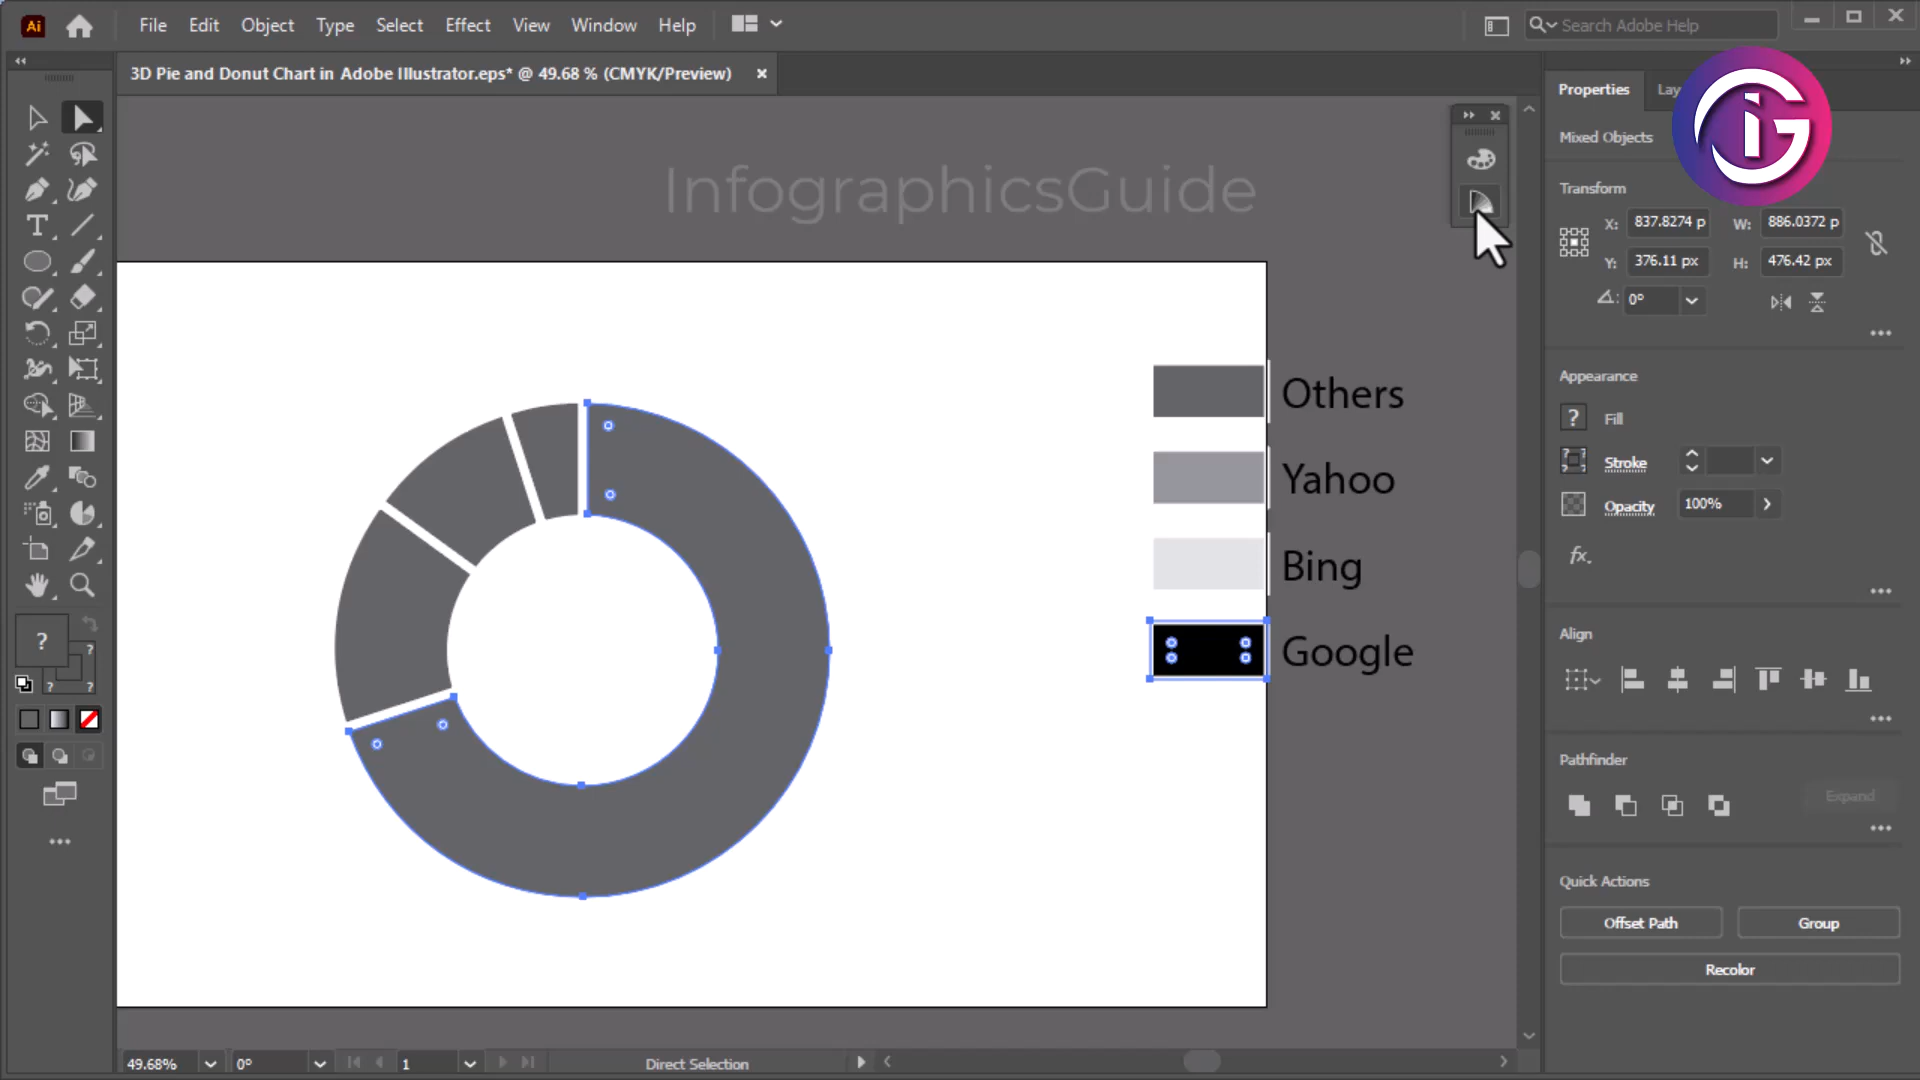 Ai File Edit Object Type Select Effect View Window Help Search Adobe Help
3D Pie and Donut Chart in Adobe Illustrator.eps* @ 49.68 % (CMYK/Preview)
Properties Lay
Mixed Objects
iG
InfographicsGuide
Transform
X: 837.8274 p W: 886.0372 p
Y: 376.11 px H: 476.42 px
0°
Appearance
? Fill
Stroke
Opacity 100%
fx.
Others
Yahoo
Bing
Google
Align
Pathfinder
Expand
Quick Actions
Offset Path Group
Recolor
49.68% 0° 1 Direct Selection